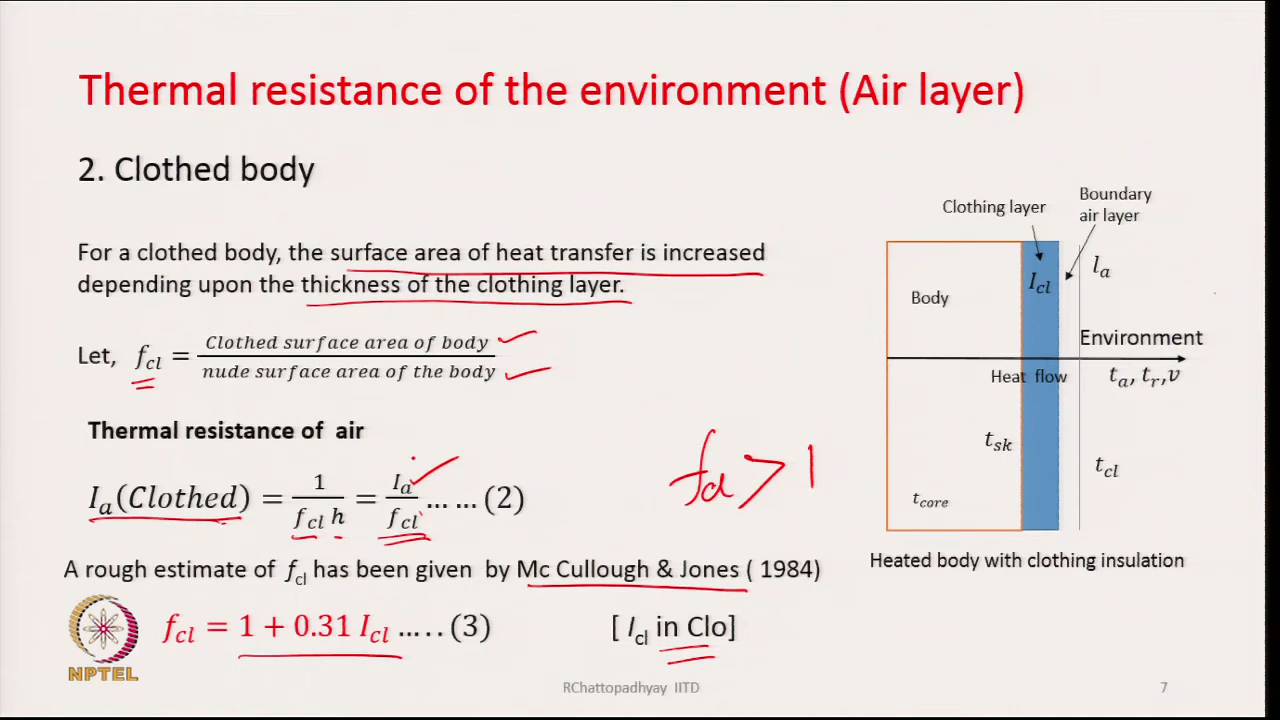 Thermal resistance of the environment (Air layer)
2. Clothed body
For a clothed body, the surface area of heat transfer is increased
depending upon the thickness of the clothing layer.
Let, f_cl = Clothed surface area of body / nude surface area of the body
Thermal resistance of air
I_a(Clothed) = 1 / f_cl h = I_a / f_cl … … (2)
f_cl > 1
A rough estimate of f_cl has been given by Mc Cullough & Jones ( 1984)
f_cl = 1 + 0.31 I_cl ….. (3) [ I_cl in Clo]
Clothing layer
Boundary
air layer
I_cl
l_a
Body
Environment
Heat flow
t_a, t_r,v
t_sk
t_cl
t_core
Heated body with clothing insulation
NPTEL
RChattopadhyay IITD
7